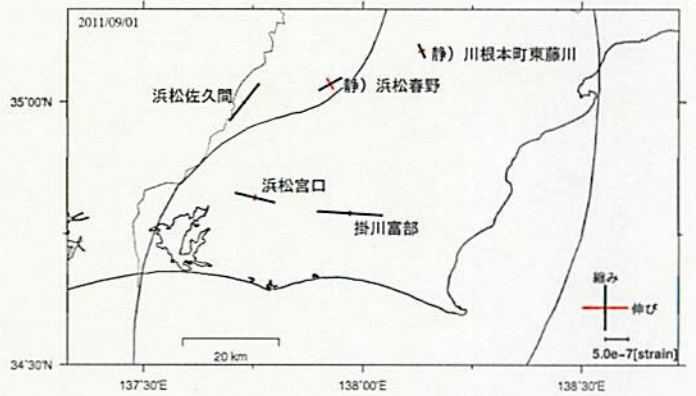 2011/09/01
静）川根本町東藤川
静）浜松春野
浜松佐久間
35°00'N
浜松宮口
掛川富部
縮み
伸び
5.0e-7[strain]
20 km
34°30'N
137°30'E
138°00'E
138°30'E